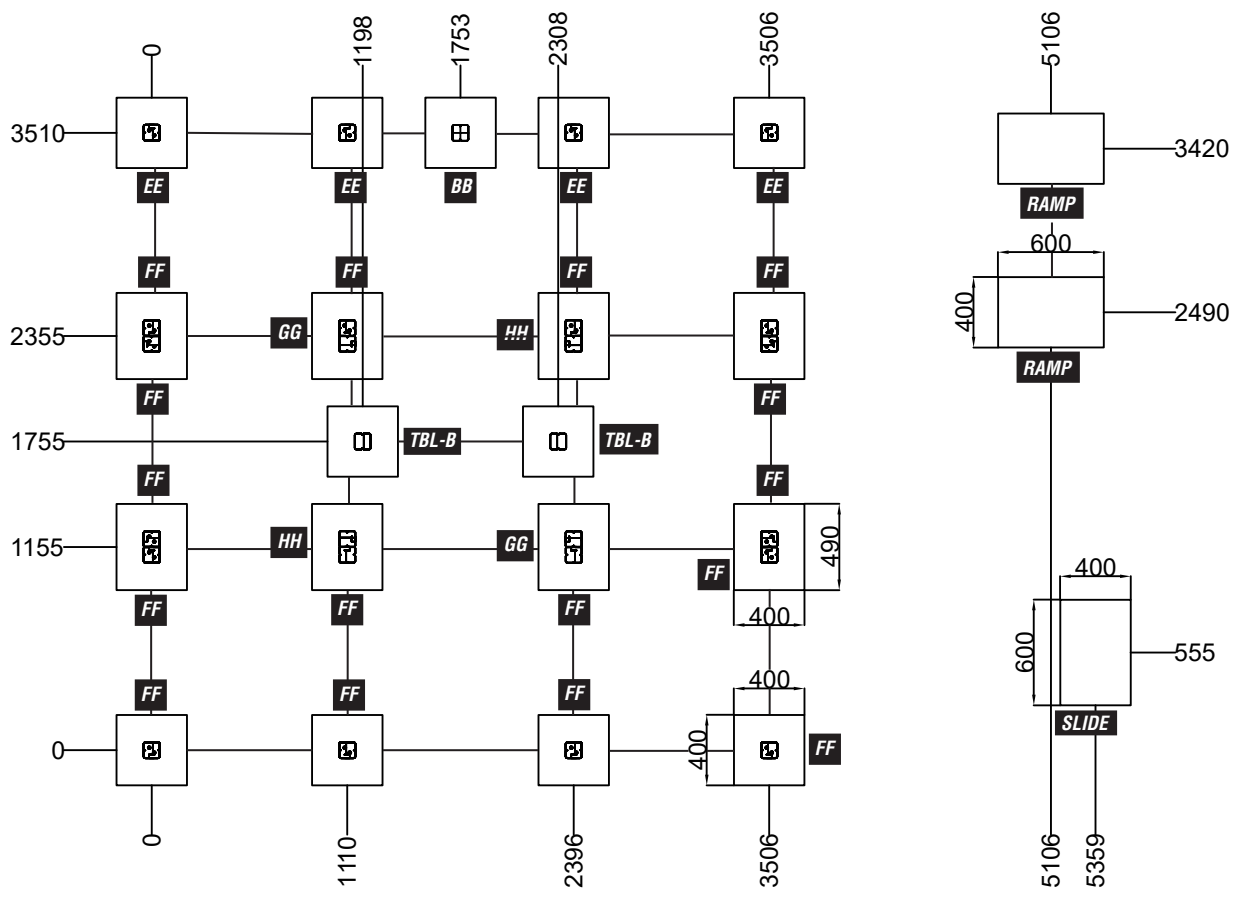 0
1198
1753
2308
3506
5106
3510
3420
EE
EE
BB
EE
EE
RAMP
600
FF
FF
FF
FF
400
2490
2355
GG
HH
RAMP
FF
FF
1755
TBL-B
TBL-B
FF
FF
1155
HH
GG
FF
490
400
FF
FF
FF
400
600
555
FF
FF
FF
400
SLIDE
0
400
FF
0
1110
2396
3506
5106
5359